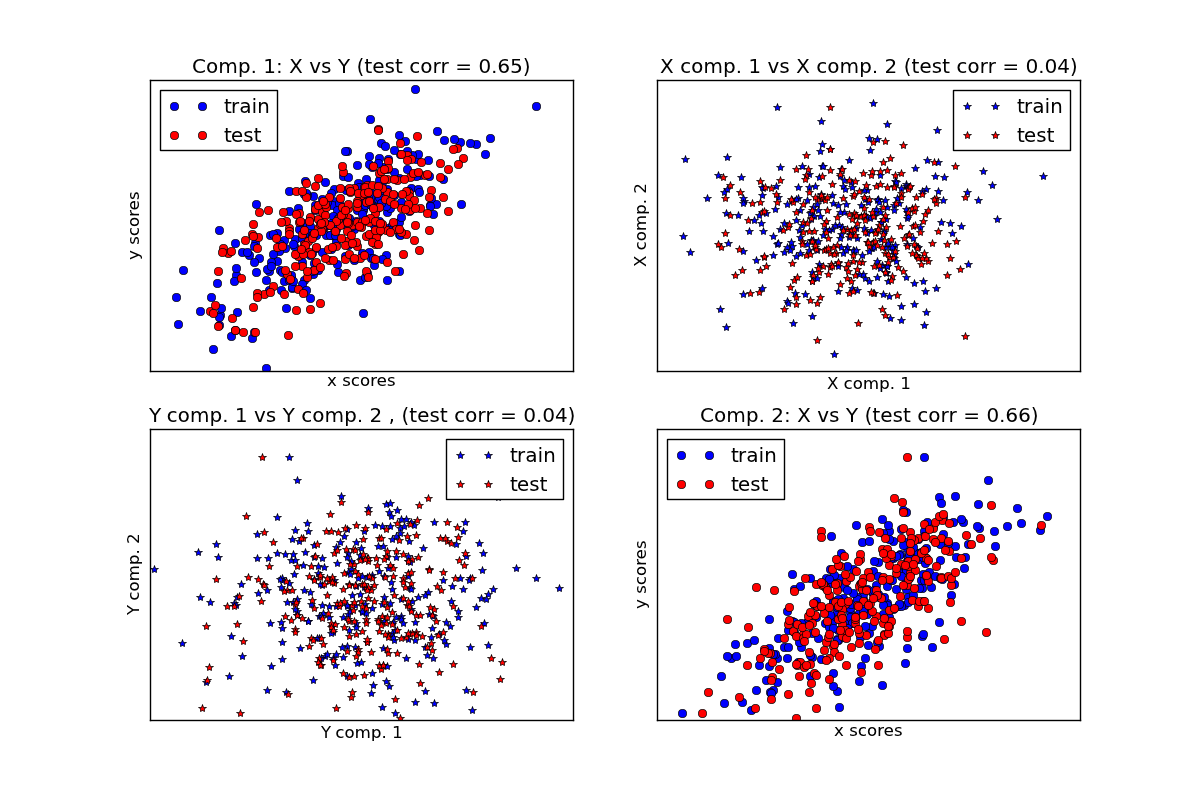 Comp. 1: X vs Y (test corr = 0.65)
train
test
y scores
x scores
X comp. 1 vs X comp. 2 (test corr = 0.04)
train
test
X comp. 2
X comp. 1
Y comp. 1 vs Y comp. 2 , (test corr = 0.04)
train
test
Y comp. 2
Y comp. 1
Comp. 2: X vs Y (test corr = 0.66)
train
test
y scores
x scores